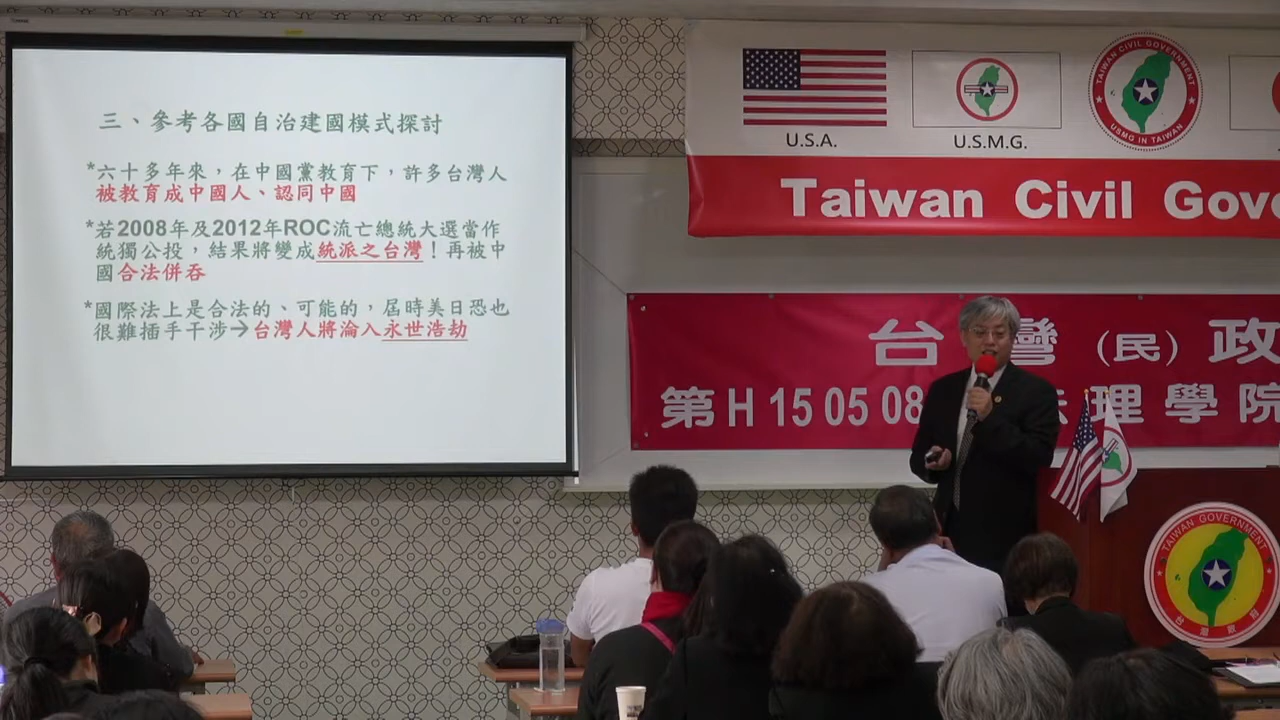 三、參考各國自治建國模式探討
*六十多年來，在中國黨教育下，許多台灣人
被教育成中國人、認同中國
*若2008年及2012年ROC流亡總統大選當作
統獨公投，結果將變成統派之台灣！再被中
國合法併吞
*國際法上是合法的、可能的，屆時美日恐也
很難插手干涉→台灣人將淪入永世浩劫
U.S.A.
U.S.M.G.
TAIWAN CIVIL GOVERNMENT
USMG IN TAIWAN
Taiwan Civil Gov
台灣（民）政
第H 15 05 08
法理學院
TAIWAN GOVERNMENT
台灣政府